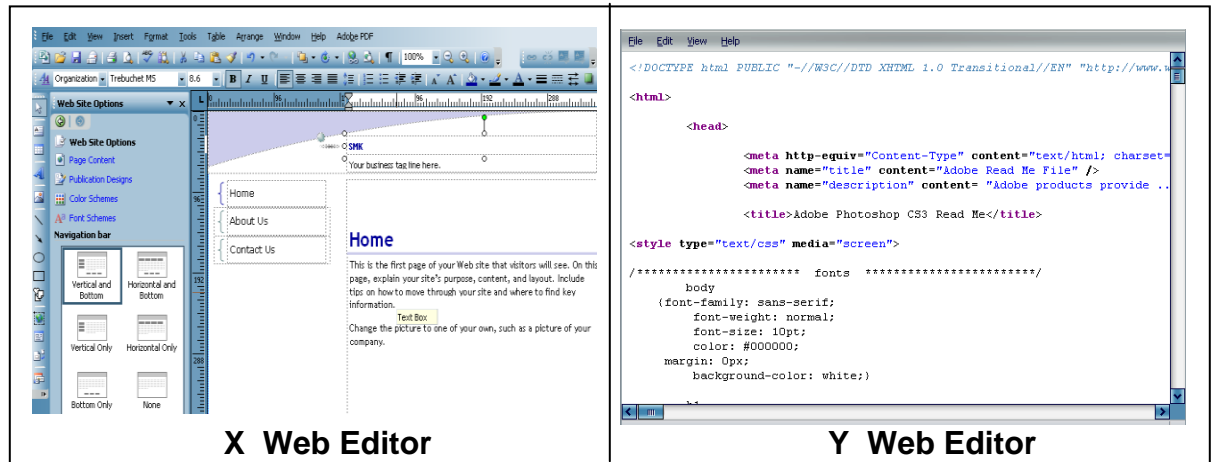 File Edit View Insert Format Tools Table Arrange Window Help Adobe PDF
100%
Organization Trebuchet MS 8.6 B I U
Web Site Options
Web Site Options
Page Content
Publication Designs
Color Schemes
Font Schemes
Navigation bar
Vertical and Bottom
Horizontal and Bottom
Vertical Only
Horizontal Only
Bottom Only
None
96 96 192 288
0
96
192
288
SMK
Your business tag line here.
Home
About Us
Contact Us
Home
This is the first page of your Web site that visitors will see. On this
page, explain your site's purpose, content, and layout. Include
tips on how to move through your site and where to find key
information.
Text Box
Change the picture to one of your own, such as a picture of your
company.
X Web Editor
File Edit View Help
<!DOCTYPE html PUBLIC "-//W3C//DTD XHTML 1.0 Transitional//EN" "http://www.w
<html>
<head>
<meta http-equiv="Content-Type" content="text/html; charset=
<meta name="title" content="Adobe Read Me File" />
<meta name="description" content= "Adobe products provide ..
<title>Adobe Photoshop CS3 Read Me</title>
<style type="text/css" media="screen">
/********************** fonts ***********************/
body
{font-family: sans-serif;
font-weight: normal;
font-size: 10pt;
color: #000000;
margin: 0px;
background-color: white;}
Y Web Editor